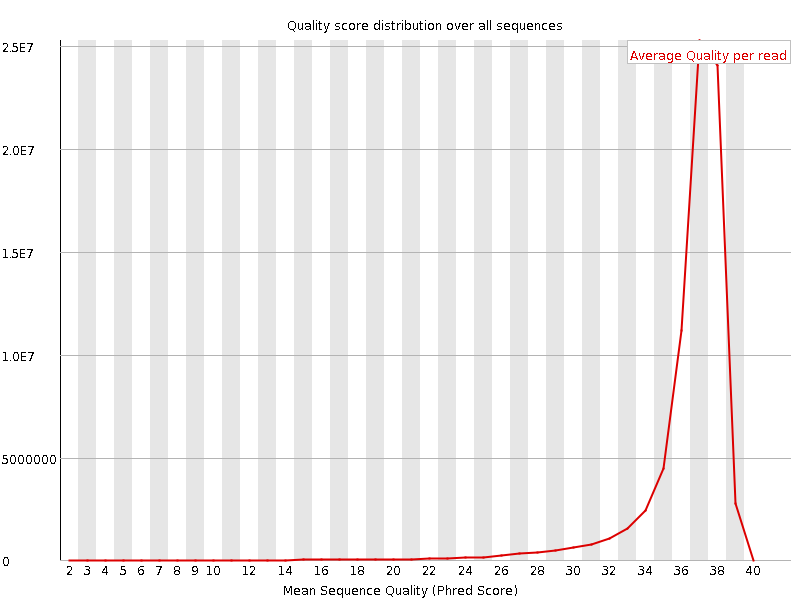 Quality score distribution over all sequences
Average Quality per read
2.5E7
2.0E7
1.5E7
1.0E7
5000000
0
2 3 4 5 6 7 8 9 10 12 14 16 18 20 22 24 26 28 30 32 34 36 38 40
Mean Sequence Quality (Phred Score)